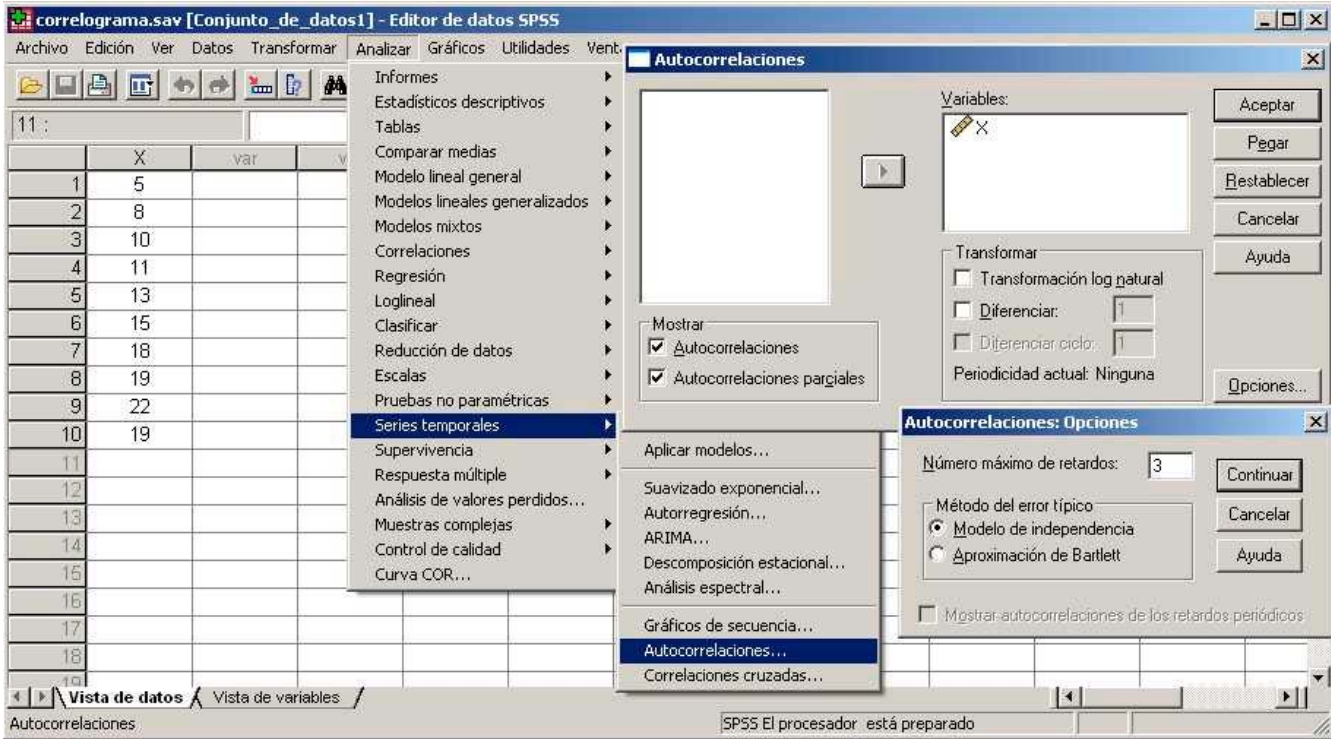 correlograma.sav [Conjunto_de_datos1] - Editor de datos SPSS
Archivo Edición Ver Datos Transformar Analizar Gráficos Utilidades Vent
11 :
X var
1 5
2 8
3 10
4 11
5 13
6 15
7 18
8 19
9 22
10 19
11
12
13
14
15
16
17
18
19
Informes
Estadísticos descriptivos
Tablas
Comparar medias
Modelo lineal general
Modelos lineales generalizados
Modelos mixtos
Correlaciones
Regresión
Loglineal
Clasificar
Reducción de datos
Escalas
Pruebas no paramétricas
Series temporales
Supervivencia
Respuesta múltiple
Análisis de valores perdidos...
Muestras complejas
Control de calidad
Curva COR...
Aplicar modelos...
Suavizado exponencial...
Autorregresión...
ARIMA...
Descomposición estacional...
Análisis espectral...
Gráficos de secuencia...
Autocorrelaciones...
Correlaciones cruzadas...
Autocorrelaciones
Variables:
X
Aceptar
Pegar
Restablecer
Cancelar
Ayuda
Mostrar
Autocorrelaciones
Autocorrelaciones parciales
Transformar
Transformación log natural
Diferenciar: 1
Diferenciar ciclo: 1
Periodicidad actual: Ninguna
Opciones...
Autocorrelaciones: Opciones
Número máximo de retardos: 3
Método del error típico
Modelo de independencia
Aproximación de Bartlett
Continuar
Cancelar
Ayuda
Mostrar autocorrelaciones de los retardos periódicos
Vista de datos Vista de variables
Autocorrelaciones
SPSS El procesador está preparado